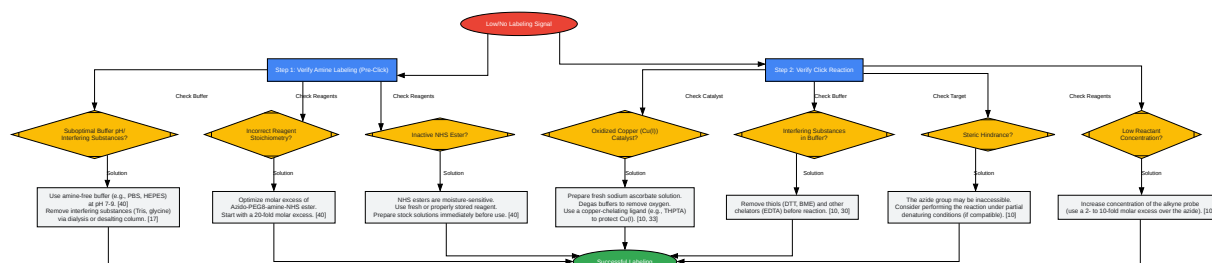 Low/No Labeling Signal
Step 1: Verify Amine Labeling (Pre-Click)
Step 2: Verify Click Reaction
Check Buffer
Check Reagents
Check Reagents
Check Catalyst
Check Buffer
Check Target
Check Reagents
Suboptimal Buffer pH/
Interfering Substances?
Incorrect Reagent
Stoichiometry?
Inactive NHS Ester?
Oxidized Copper (Cu(I))
Catalyst?
Interfering Substances
in Buffer?
Steric Hindrance?
Low Reactant
Concentration?
Solution
Solution
Solution
Solution
Solution
Solution
Solution
Use amine-free buffer (e.g., PBS, HEPES)
at pH 7-9. [40]
Remove interfering substances (Tris, glycine)
via dialysis or desalting column. [17]
Optimize molar excess of
Azido-PEG8-amine-NHS ester.
Start with a 20-fold molar excess. [40]
NHS esters are moisture-sensitive.
Use fresh or properly stored reagent.
Prepare stock solutions immediately before use. [40]
Prepare fresh sodium ascorbate solution.
Degas buffers to remove oxygen.
Use a copper-chelating ligand (e.g., THPTA)
to protect Cu(I). [10, 33]
Remove thiols (DTT, BME) and other
chelators (EDTA) before reaction. [10, 30]
The azide group may be inaccessible.
Consider performing the reaction under partial
denaturing conditions (if compatible). [10]
Increase concentration of the alkyne probe
(use a 2- to 10-fold molar excess over the azide). [10
Successful Labeling